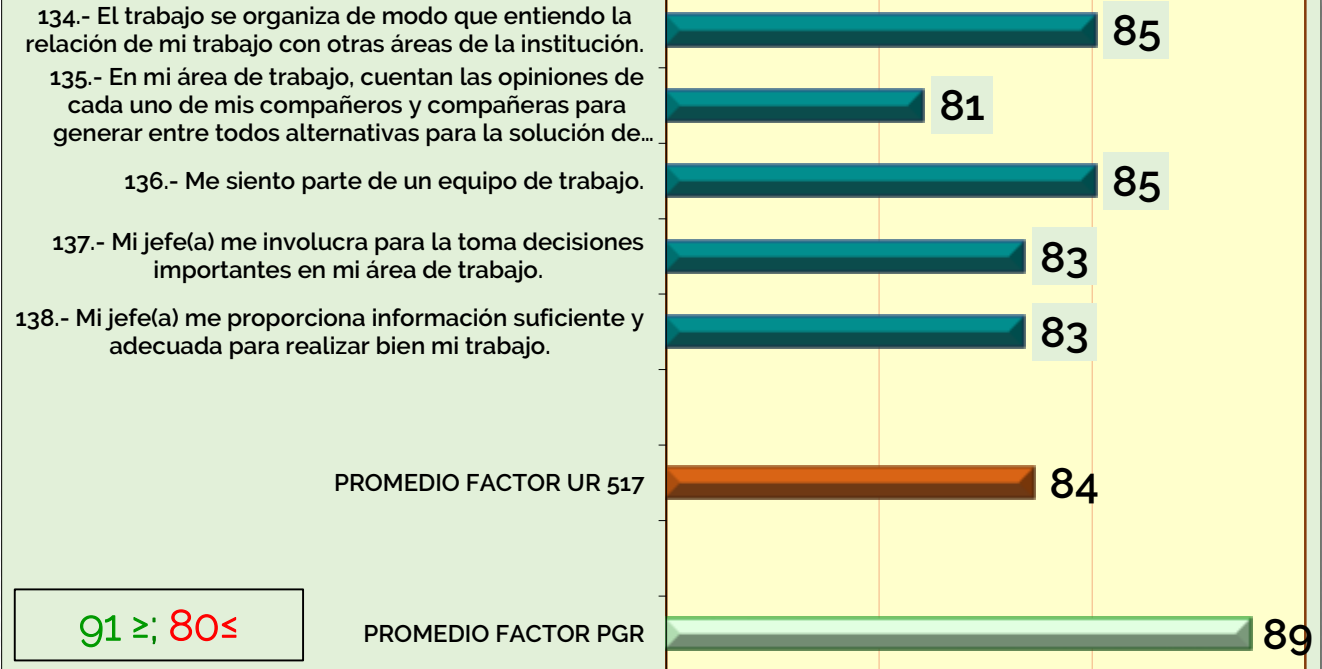 134.- El trabajo se organiza de modo que entiendo la
relación de mi trabajo con otras áreas de la institución.
85
135.- En mi área de trabajo, cuentan las opiniones de
cada uno de mis compañeros y compañeras para
generar entre todos alternativas para la solución de...
81
136.- Me siento parte de un equipo de trabajo.
85
137.- Mi jefe(a) me involucra para la toma decisiones
importantes en mi área de trabajo.
83
138.- Mi jefe(a) me proporciona información suficiente y
adecuada para realizar bien mi trabajo.
83
PROMEDIO FACTOR UR 517
84
91 ≥; 80≤
PROMEDIO FACTOR PGR
89